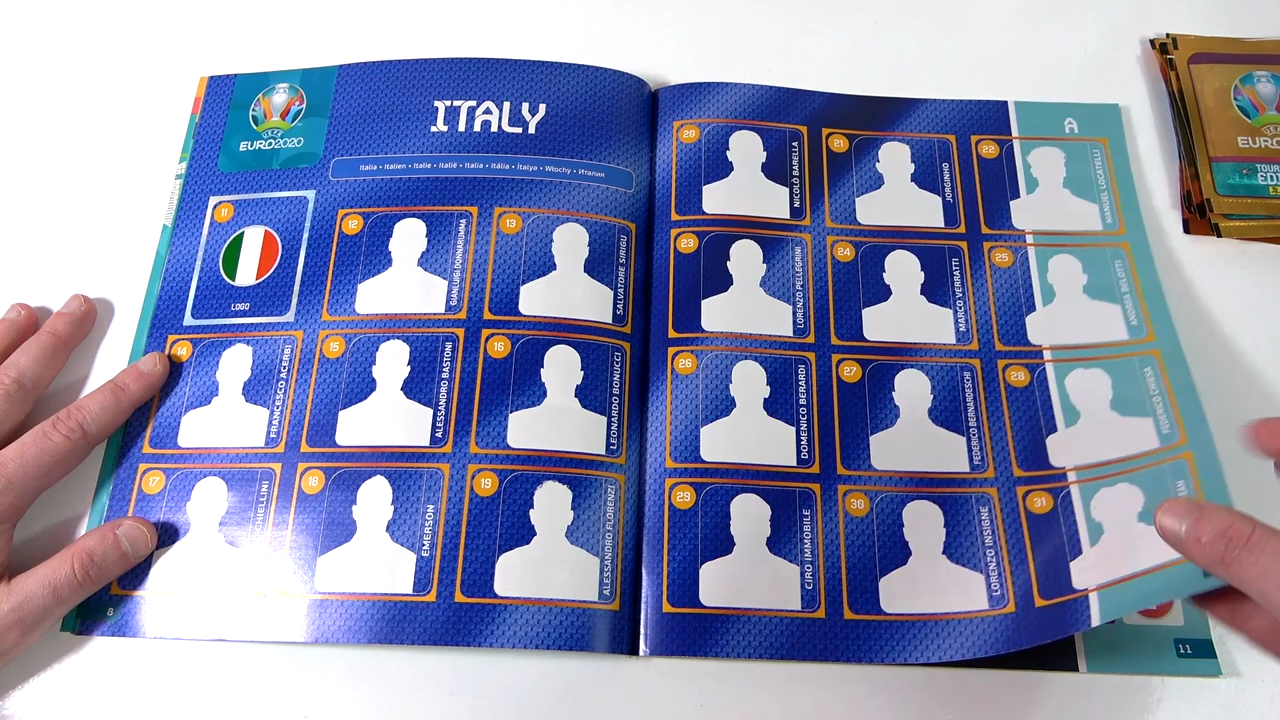 UEFA
EURO2020
ITALY
Italia • Italien • Italie • Italië • Italia • Itália • İtalya • Włochy • Италия
11
LOGO
12
GIANLUIGI DONNARUMMA
13
SALVATORE SIRIGU
14
FRANCESCO ACERBI
15
ALESSANDRO BASTONI
16
LEONARDO BONUCCI
17
CHIELLINI
18
EMERSON
19
ALESSANDRO FLORENZI
8
A
20
NICOLÒ BARELLA
21
JORGINHO
22
MANUEL LOCATELLI
23
LORENZO PELLEGRINI
24
MARCO VERRATTI
25
ANDREA BELOTTI
26
DOMENICO BERARDI
27
FEDERICO BERNARDESCHI
28
FEDERICO CHIESA
29
CIRO IMMOBILE
30
LORENZO INSIGNE
31
11